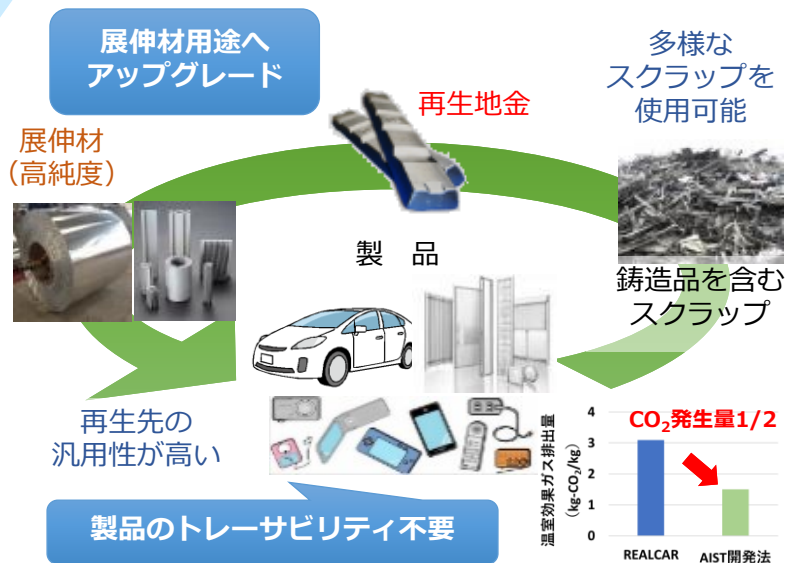 展伸材用途へ
アップグレード
再生地金
多様な
スクラップを
使用可能
展伸材
（高純度）
製　品
鋳造品を含む
スクラップ
再生先の
汎用性が高い
製品のトレーサビリティ不要
CO₂発生量1/2
温室効果ガス排出量
（kg-CO₂/kg）
4
3
2
1
0
REALCAR
AIST開発法